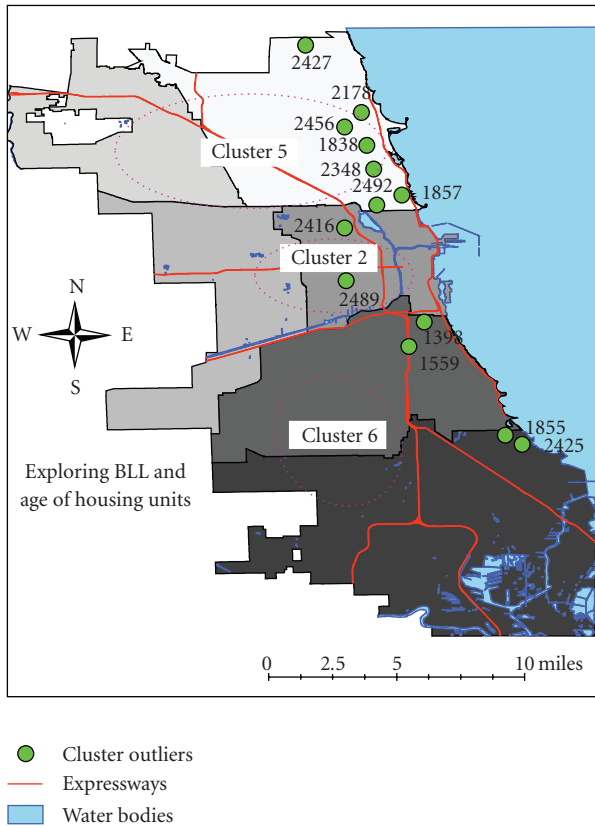 2427
2178
2456
1838
Cluster 5
2348
2492
1857
2416
Cluster 2
2489
N
W E
S
1398
1559
Cluster 6
1855
2425
Exploring BLL and
age of housing units
0 2.5 5 10 miles
Cluster outliers
Expressways
Water bodies